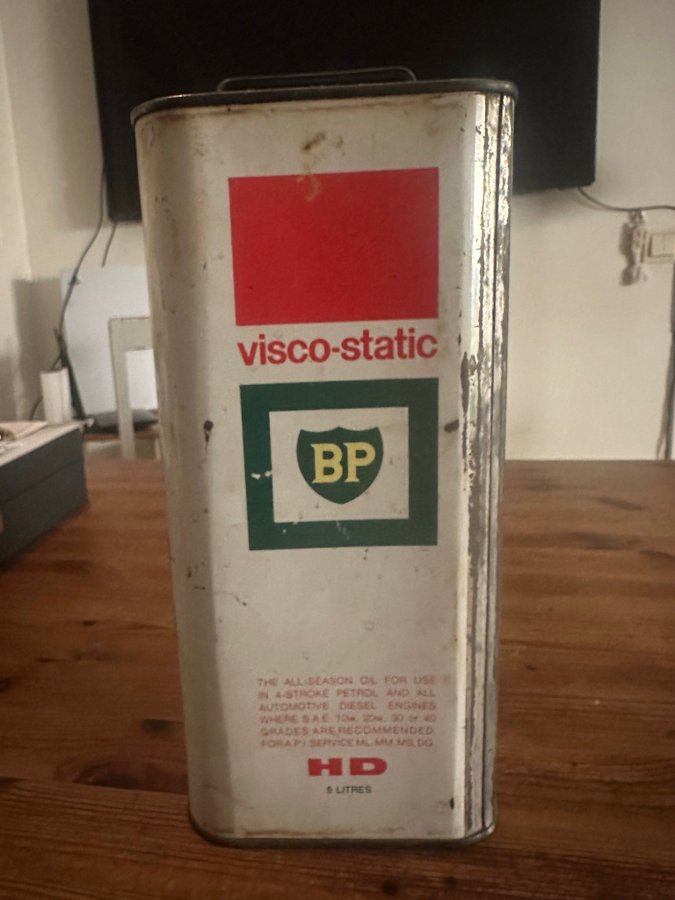 visco-static
BP
THE ALL-SEASON OIL FOR USE
IN 4-STROKE PETROL AND ALL
AUTOMOTIVE DIESEL ENGINES
WHERE S.A.E. 10w, 20w, 30 or 40
GRADES ARE RECOMMENDED.
FOR A.P.I SERVICE ML. MM. MS. DG.
HD
5 LITRES